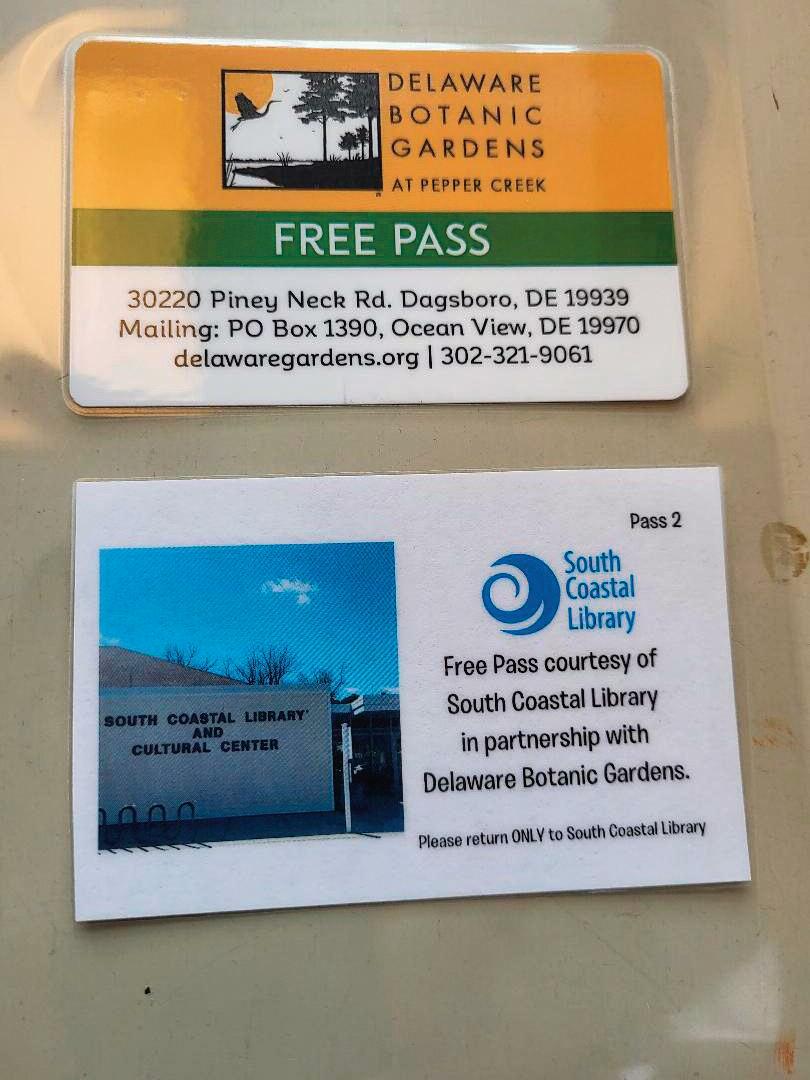 DELAWARE
BOTANIC
GARDENS
AT PEPPER CREEK
FREE PASS
30220 Piney Neck Rd. Dagsboro, DE 19939
Mailing: PO Box 1390, Ocean View, DE 19970
delawaregardens.org | 302-321-9061
Pass 2
South
Coastal
Library
Free Pass courtesy of
South Coastal Library
in partnership with
Delaware Botanic Gardens.
Please return ONLY to South Coastal Library
SOUTH COASTAL LIBRARY
AND
CULTURAL CENTER